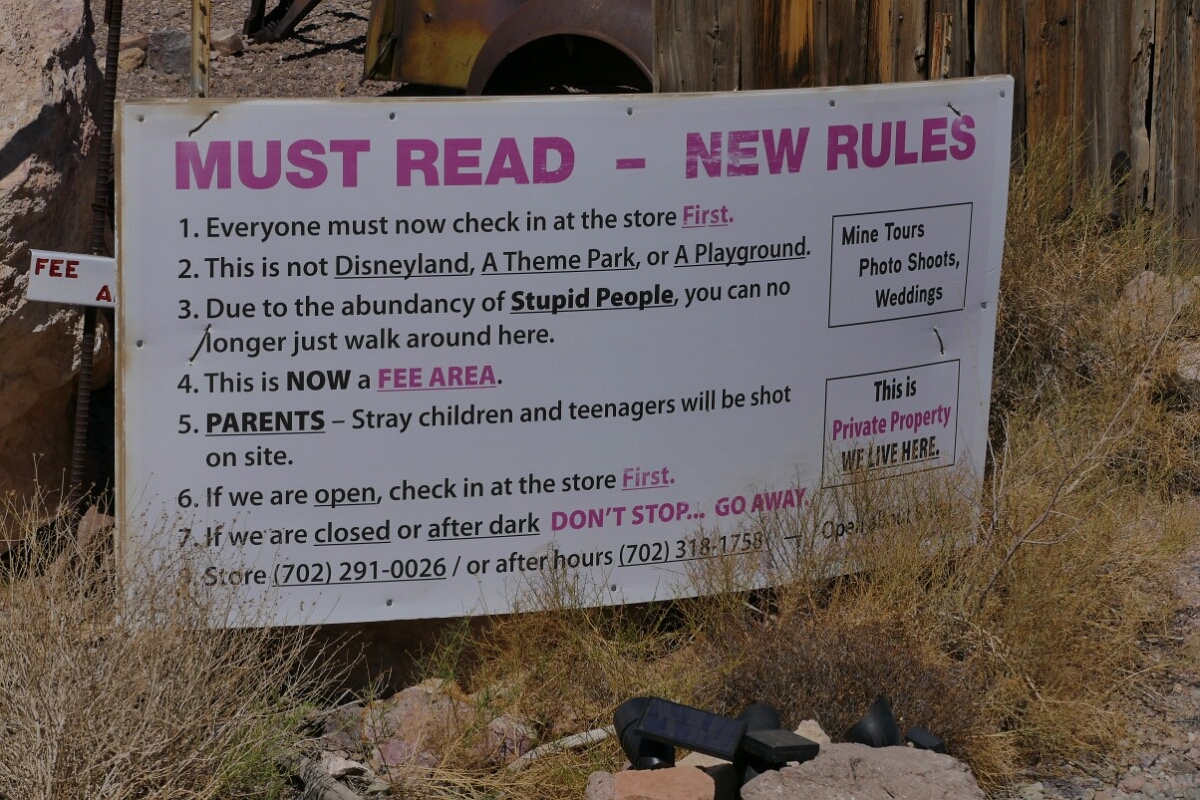 MUST READ – NEW RULES
1. Everyone must now check in at the store First.
2. This is not Disneyland, A Theme Park, or A Playground.
3. Due to the abundancy of Stupid People, you can no
longer just walk around here.
4. This is NOW a FEE AREA.
5. PARENTS – Stray children and teenagers will be shot
on site.
6. If we are open, check in at the store First.
7. If we are closed or after dark DON'T STOP... GO AWAY.
Store (702) 291-0026 / or after hours (702) 318-1758 – Open
Mine Tours
Photo Shoots,
Weddings
This is
Private Property
WE LIVE HERE.
FEE